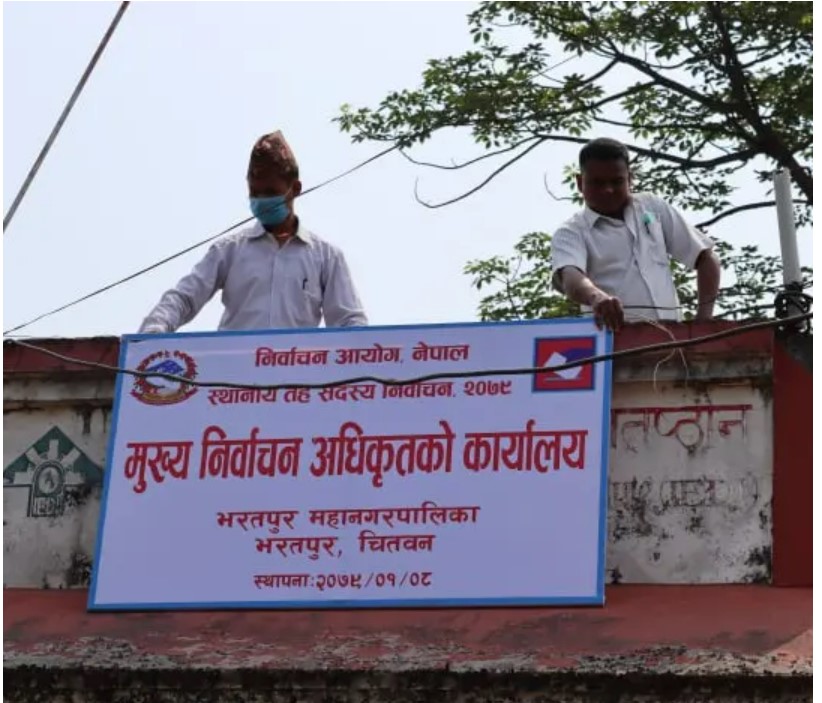 निर्वाचन आयोग, नेपाल
स्थानीय तह सदस्य निर्वाचन, २०७९
मुख्य निर्वाचन अधिकृतको कार्यालय
भरतपुर महानगरपालिका
भरतपुर, चितवन
स्थापना:२०७९/०१/०८